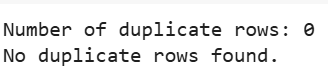 Number of duplicate rows: 0
No duplicate rows found.